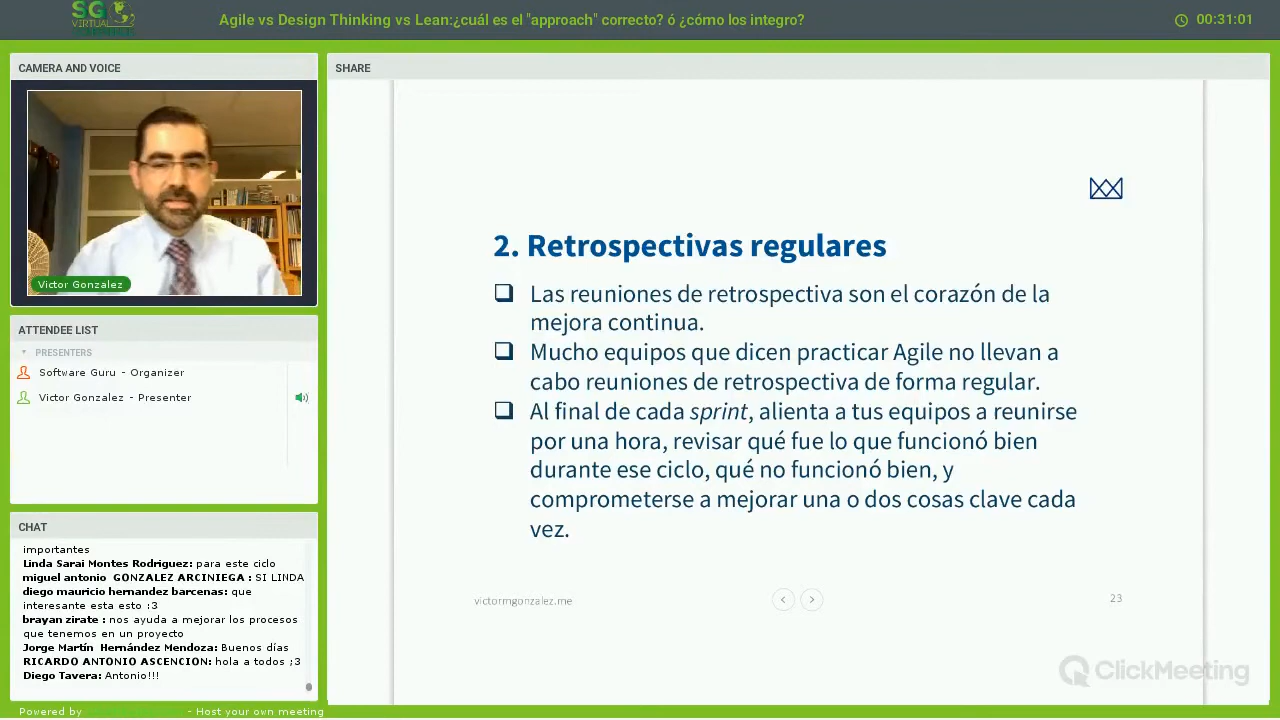 SG
VIRTUAL
Agile vs Design Thinking vs Lean:¿cuál es el "approach" correcto? ó ¿cómo los integro?
00:31:01
CAMERA AND VOICE
Victor Gonzalez
ATTENDEE LIST
PRESENTERS
Software Guru - Organizer
Victor Gonzalez - Presenter
CHAT
importantes
Linda Sarai Montes Rodriguez: para este ciclo
miguel antonio GONZALEZ ARCINIEGA : SI LINDA
diego mauricio hernandez barcenas: que
interesante esta esto :3
brayan zirate : nos ayuda a mejorar los procesos
que tenemos en un proyecto
Jorge Martín Hernández Mendoza: Buenos días
RICARDO ANTONIO ASCENCION: hola a todos ;3
Diego Tavera: Antonio!!!
Powered by - Host your own meeting
SHARE
2. Retrospectivas regulares
Las reuniones de retrospectiva son el corazón de la
mejora continua.
Mucho equipos que dicen practicar Agile no llevan a
cabo reuniones de retrospectiva de forma regular.
Al final de cada sprint, alienta a tus equipos a reunirse
por una hora, revisar qué fue lo que funcionó bien
durante ese ciclo, qué no funcionó bien, y
comprometerse a mejorar una o dos cosas clave cada
vez.
victormgonzalez.me
23
ClickMeeting